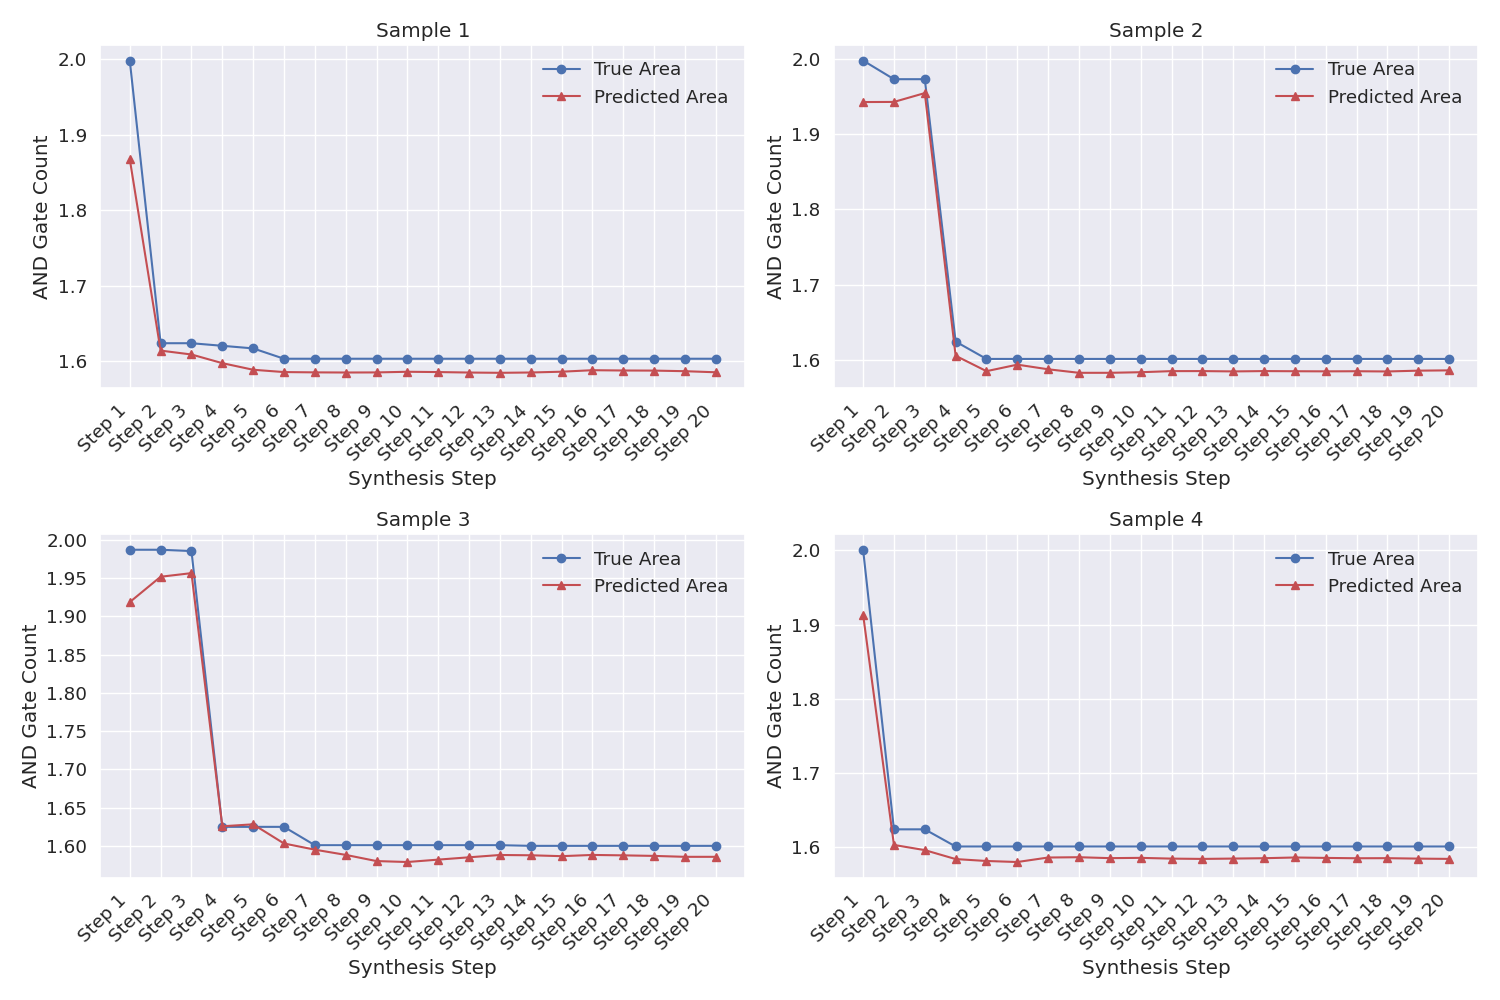 Sample 1
True Area
Predicted Area
AND Gate Count
2.0
1.9
1.8
1.7
1.6
Step 1
Step 2
Step 3
Step 4
Step 5
Step 6
Step 7
Step 8
Step 9
Step 10
Step 11
Step 12
Step 13
Step 14
Step 15
Step 16
Step 17
Step 18
Step 19
Step 20
Synthesis Step
Sample 2
True Area
Predicted Area
AND Gate Count
2.0
1.9
1.8
1.7
1.6
Step 1
Step 2
Step 3
Step 4
Step 5
Step 6
Step 7
Step 8
Step 9
Step 10
Step 11
Step 12
Step 13
Step 14
Step 15
Step 16
Step 17
Step 18
Step 19
Step 20
Synthesis Step
Sample 3
True Area
Predicted Area
AND Gate Count
2.00
1.95
1.90
1.85
1.80
1.75
1.70
1.65
1.60
Step 1
Step 2
Step 3
Step 4
Step 5
Step 6
Step 7
Step 8
Step 9
Step 10
Step 11
Step 12
Step 13
Step 14
Step 15
Step 16
Step 17
Step 18
Step 19
Step 20
Synthesis Step
Sample 4
True Area
Predicted Area
AND Gate Count
2.0
1.9
1.8
1.7
1.6
Step 1
Step 2
Step 3
Step 4
Step 5
Step 6
Step 7
Step 8
Step 9
Step 10
Step 11
Step 12
Step 13
Step 14
Step 15
Step 16
Step 17
Step 18
Step 19
Step 20
Synthesis Step